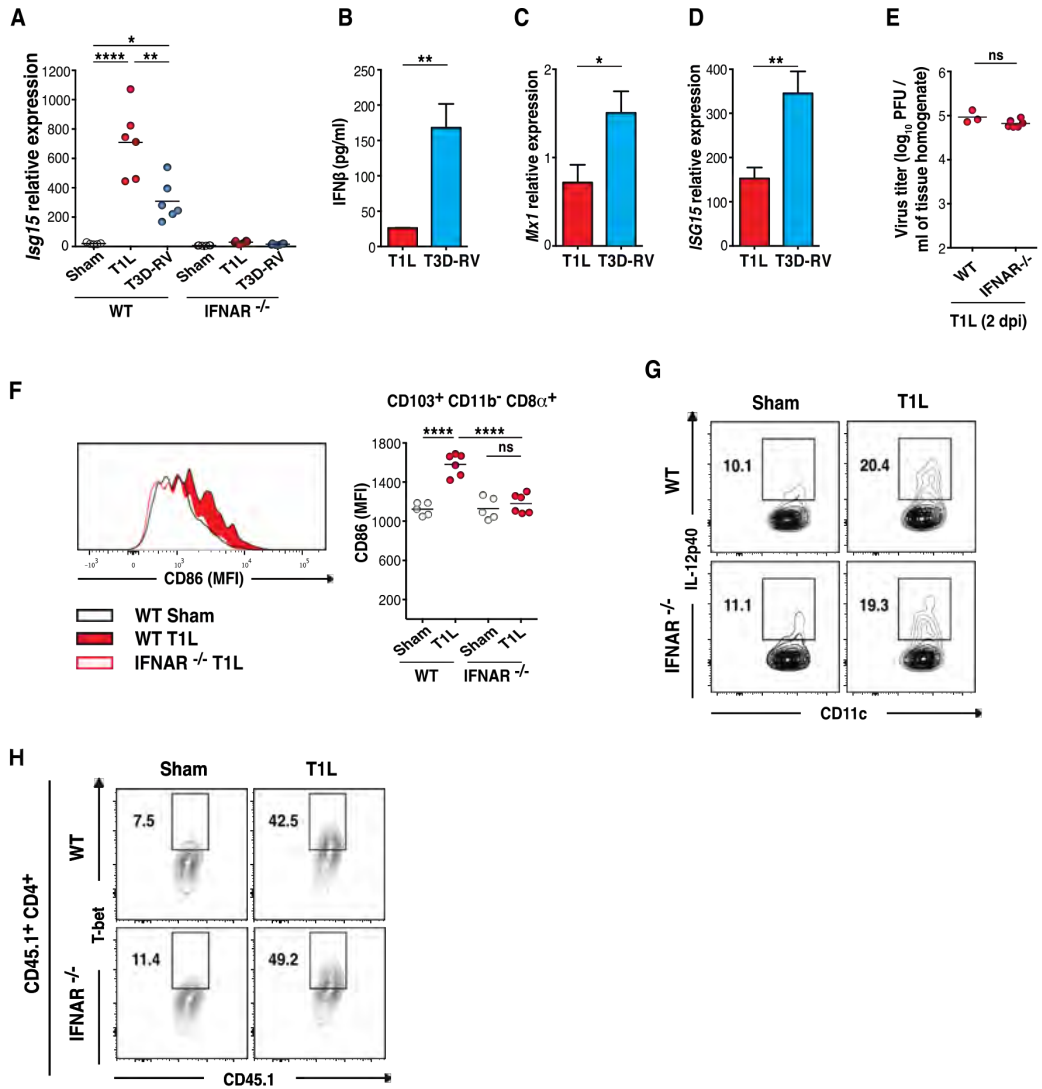 A
*
**** **
Isg15 relative expression
1200
1000
800
600
400
200
0
Sham
T1L
T3D-RV
Sham
T1L
T3D-RV
WT
IFNAR -/-
B
**
IFNβ (pg/ml)
250
200
150
100
50
0
T1L T3D-RV
C
*
Mx1 relative expression
2
1
0
T1L T3D-RV
D
**
ISG15 relative expression
400
300
200
100
0
T1L T3D-RV
E
ns
Virus titer (log10 PFU /
ml of tissue homogenate)
6
5
4
3
2
WT
IFNAR-/-
T1L (2 dpi)
F
-10³ 0 10³ 10⁴ 10⁵
CD86 (MFI)
WT Sham
WT T1L
IFNAR -/- T1L
CD103+ CD11b- CD8α+
**** ****
ns
CD86 (MFI)
1800
1400
1000
600
200
Sham
T1L
Sham
T1L
WT
IFNAR -/-
G
Sham T1L
WT
10.1
20.4
IL-12p40
IFNAR -/-
11.1
19.3
CD11c
H
Sham T1L
CD45.1+ CD4+
WT
7.5
42.5
T-bet
IFNAR -/-
11.4
49.2
CD45.1